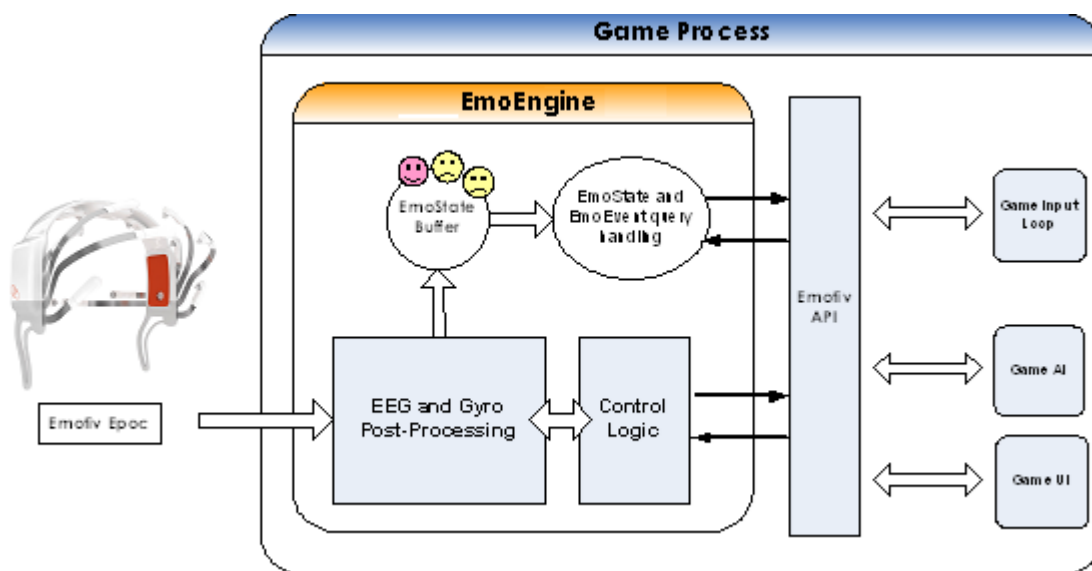 Game Process
EmoEngine
EmoState
Buffer
EmoState and
EmoEvent query
handling
Game Input
Loop
Emotiv
API
EEG and Gyro
Post-Processing
Control
Logic
Game AI
Emotiv Epoc
Game UI